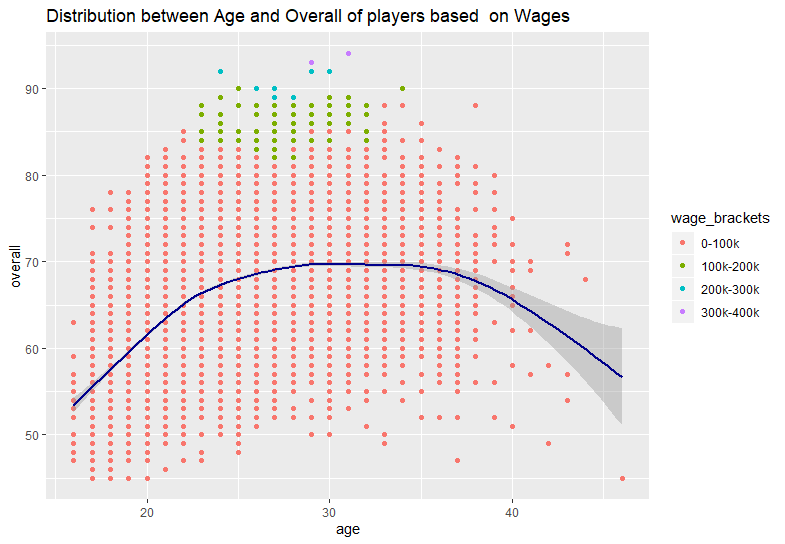 Distribution between Age and Overall of players based  on Wages
90
80
70
60
50
overall
20
30
40
age
wage_brackets
0-100k
100k-200k
200k-300k
300k-400k